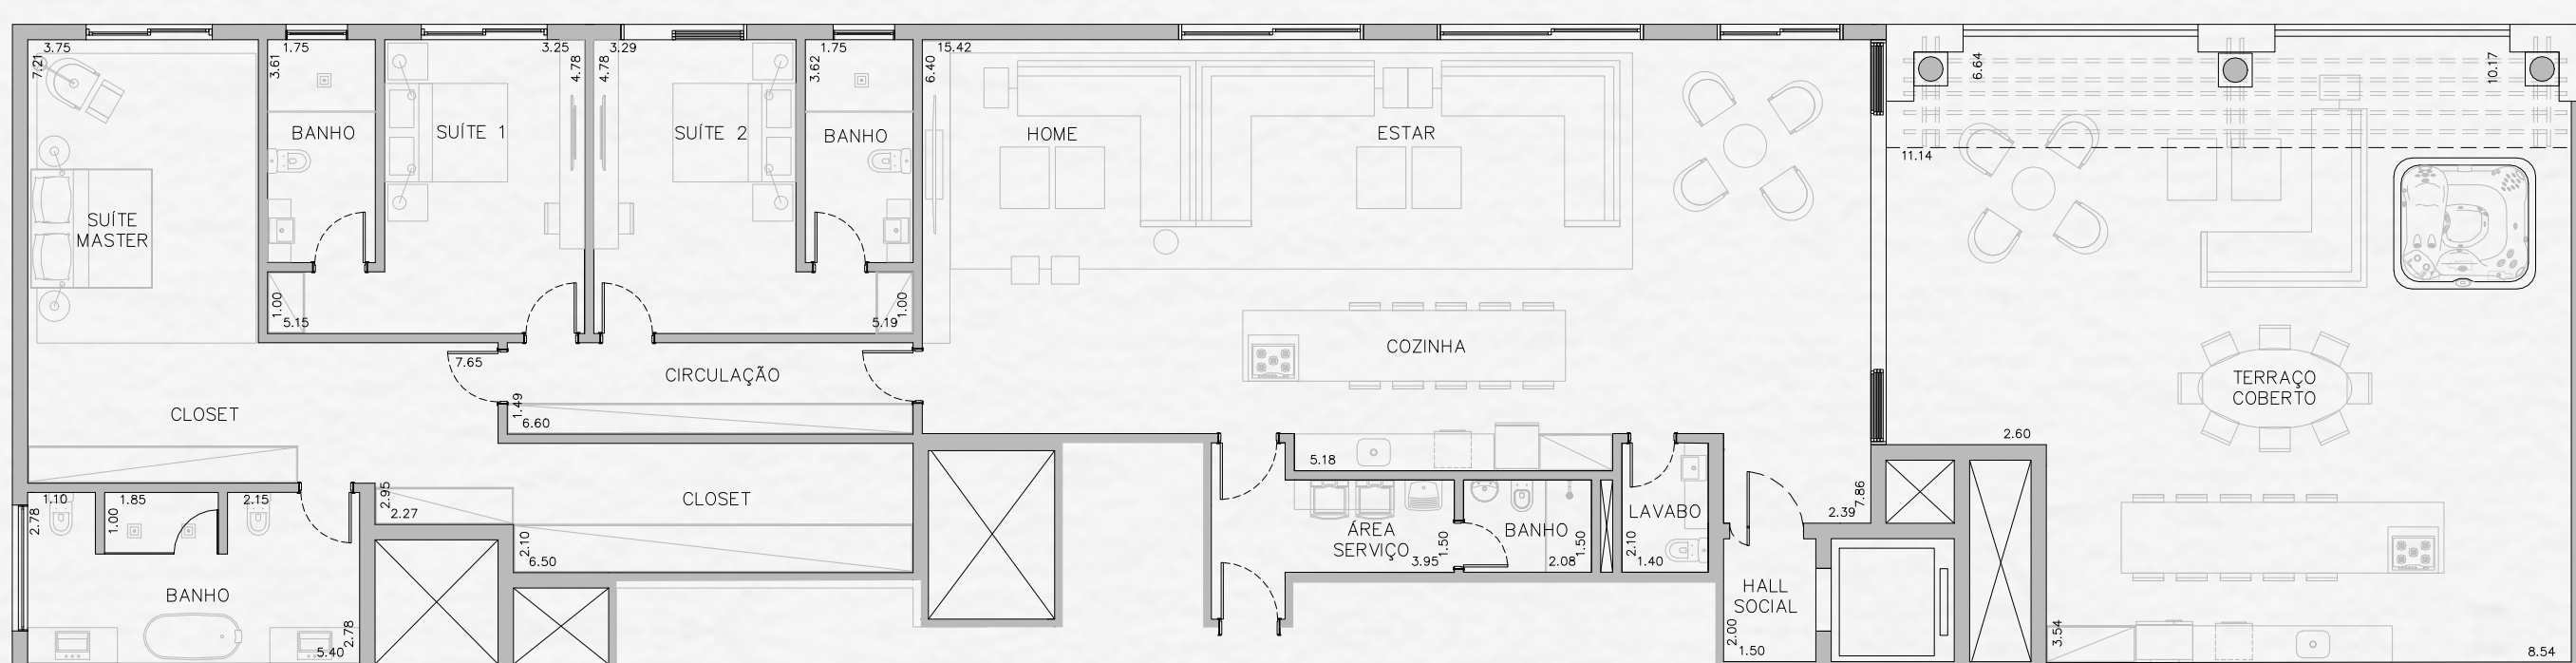 3.75
7.21
SUÍTE
MASTER
1.75
3.61
BANHO
3.25
4.78
SUÍTE 1
3.29
4.78
SUÍTE 2
1.75
3.62
BANHO
15.42
6.40
HOME
ESTAR
6.64
10.17
11.14
1.00
5.15
5.19
1.00
7.65
CIRCULAÇÃO
1.49
6.60
CLOSET
COZINHA
TERRAÇO
COBERTO
2.60
5.18
1.10
1.85
2.15
2.78
1.00
2.95
2.27
CLOSET
2.10
6.50
BANHO
2.78
5.40
ÁREA
SERVIÇO
3.95
1.50
BANHO
2.08
1.50
LAVABO
2.10
1.40
7.86
2.39
HALL
SOCIAL
2.00
1.50
3.54
8.54